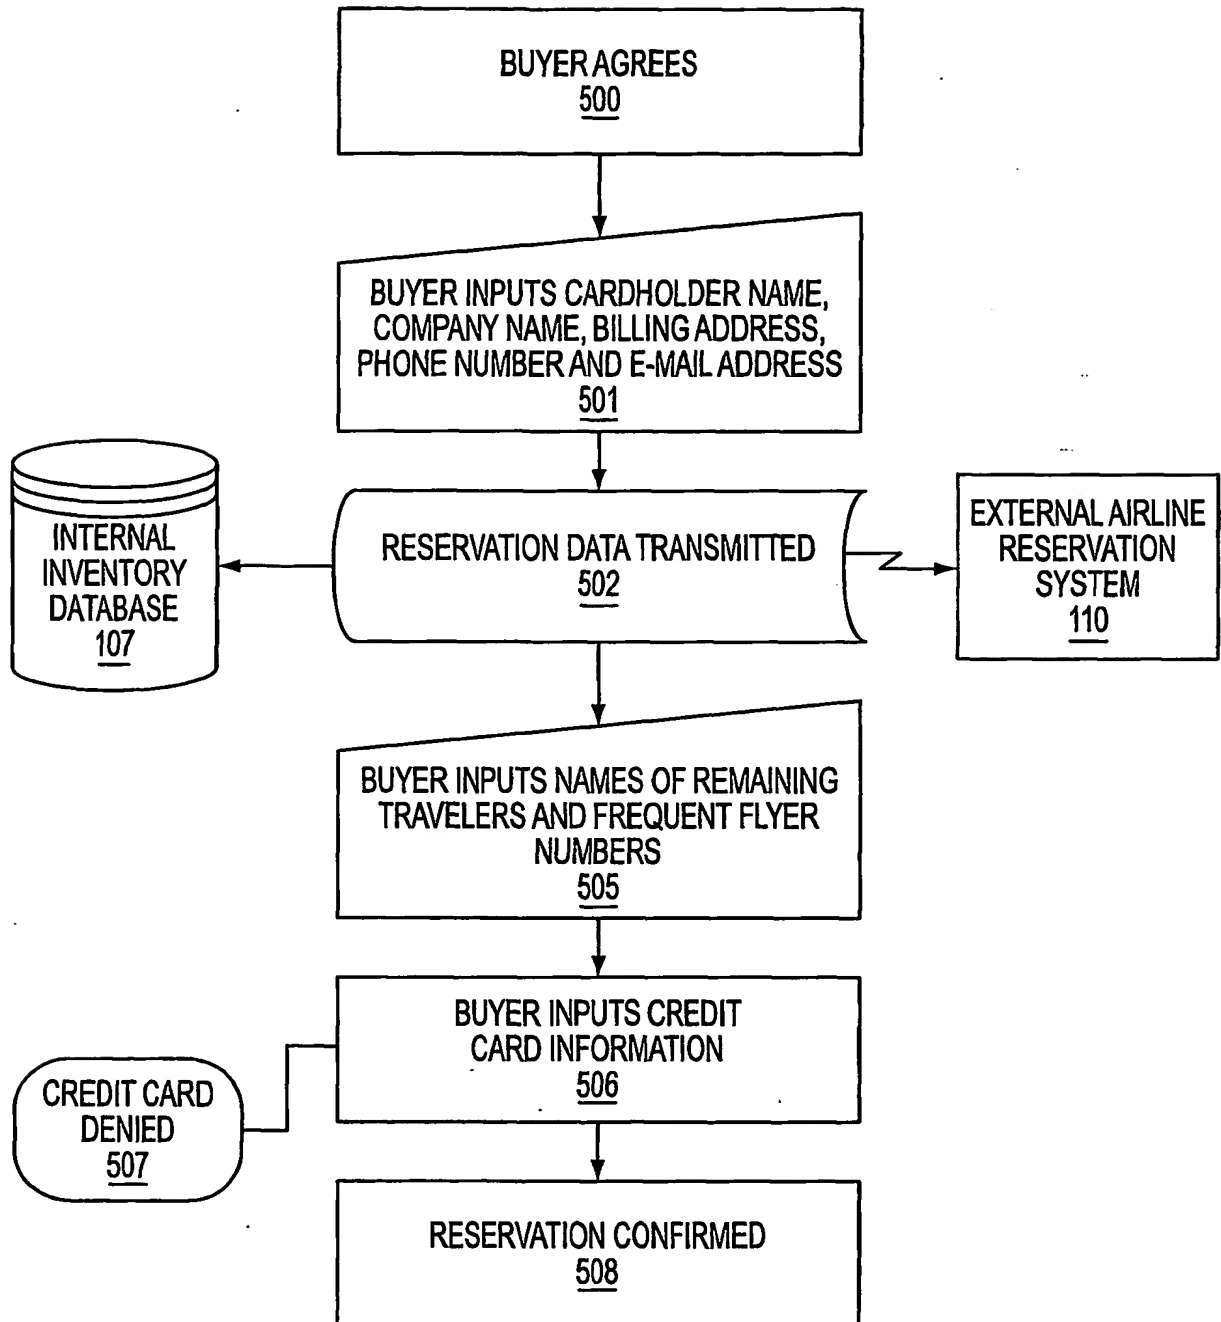 BUYER AGREES
500
BUYER INPUTS CARDHOLDER NAME,
COMPANY NAME, BILLING ADDRESS,
PHONE NUMBER AND E-MAIL ADDRESS
501
INTERNAL
INVENTORY
DATABASE
107
RESERVATION DATA TRANSMITTED
502
EXTERNAL AIRLINE
RESERVATION
SYSTEM
110
BUYER INPUTS NAMES OF REMAINING
TRAVELERS AND FREQUENT FLYER
NUMBERS
505
BUYER INPUTS CREDIT
CARD INFORMATION
506
CREDIT CARD
DENIED
507
RESERVATION CONFIRMED
508